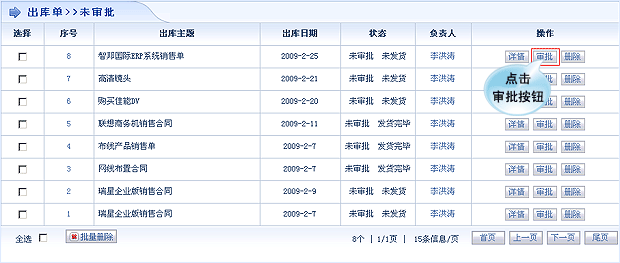 出库单>>未审批
选择 序号 出库主题 出库日期 状态 负责人 操作
8 智邦国际ERP系统销售单 2009-2-25 未审批 未发货 李洪涛 详情 审批 删除
7 高清镜头 2009-2-21 未审批 未发货 李洪涛 详情 审批 删除
6 购买佳能DV 2009-2-20 未审批 未发货 李洪涛 详情 审批 删除
点击
审批按钮
5 联想商务机销售合同 2009-2-11 未审批 发货完毕 李洪涛 详情 审批 删除
4 布线产品销售单 2009-2-7 未审批 未发货 李洪涛 详情 审批 删除
3 网线布置合同 2009-2-7 未审批 发货完毕 李洪涛 详情 审批 删除
2 瑞星企业版销售合同 2009-2-9 未审批 未发货 李洪涛 详情 审批 删除
1 瑞星企业版销售合同 2009-2-7 未审批 未发货 李洪涛 详情 审批 删除
全选 批量删除 8个 | 1/1页 | 15条信息/页 首页 上一页 下一页 尾页